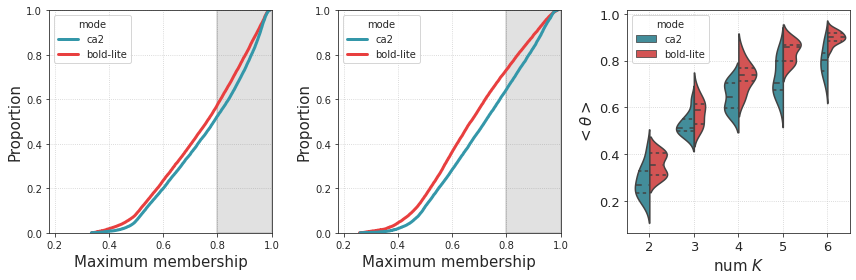 1.0
0.8
0.6
0.4
0.2
0.0
Proportion
mode
ca2
bold-lite
0.2 0.4 0.6 0.8 1.0
Maximum membership
1.0
0.8
0.6
0.4
0.2
0.0
Proportion
mode
ca2
bold-lite
0.2 0.4 0.6 0.8 1.0
Maximum membership
1.0
0.8
0.6
0.4
0.2
< θ >
mode
ca2
bold-lite
2 3 4 5 6
num K